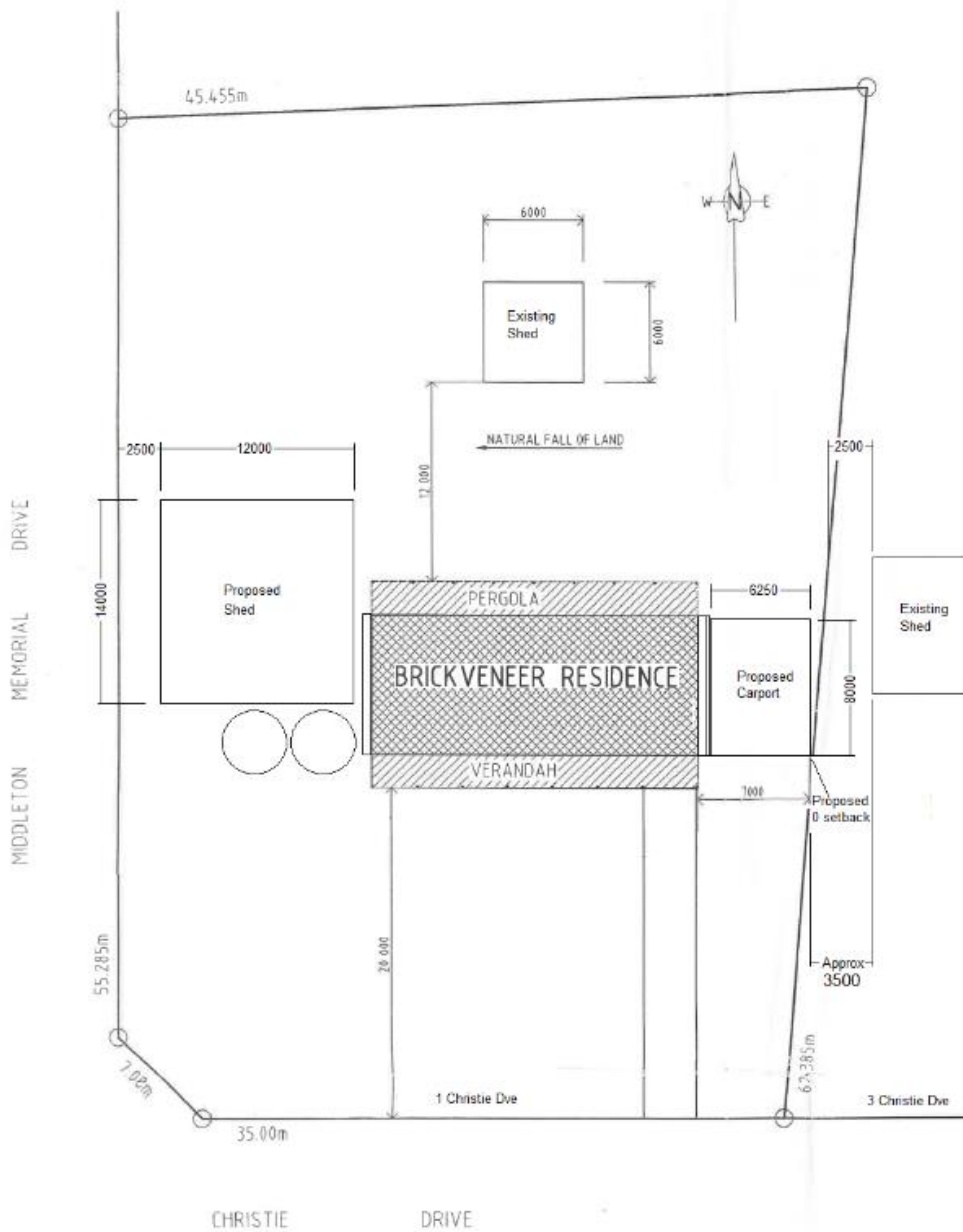 45.455m
W N E
6000
Existing
Shed
6000
NATURAL FALL OF LAND
2500
12000
2500
12 000
MIDDLETON MEMORIAL DRIVE
14000
Proposed
Shed
PERGOLA
6250
Existing
Shed
BRICKVENEER RESIDENCE
Proposed
Carport
8000
VERANDAH
7000
Proposed
0 setback
20 000
Approx
3500
55.285m
7.08m
62.385m
1 Christie Dve
3 Christie Dve
35.00m
CHRISTIE DRIVE